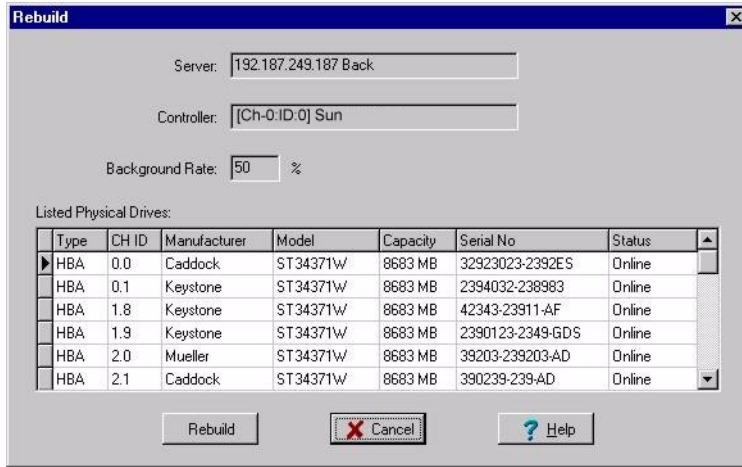 Rebuild
Server: 192.187.249.187 Back
Controller: [Ch-0:ID:0] Sun
Background Rate: 50 %
Listed Physical Drives:
Type CH ID Manufacturer Model Capacity Serial No Status
HBA 0.0 Caddock ST34371W 8683 MB 32923023-2392ES Online
HBA 0.1 Keystone ST34371W 8683 MB 2394032-238983 Online
HBA 1.8 Keystone ST34371W 8683 MB 42343-23911-AF Online
HBA 1.9 Keystone ST34371W 8683 MB 2390123-2349-GDS Online
HBA 2.0 Mueller ST34371W 8683 MB 39203-239203-AD Online
HBA 2.1 Caddock ST34371W 8683 MB 390239-239-AD Online
Rebuild Cancel Help